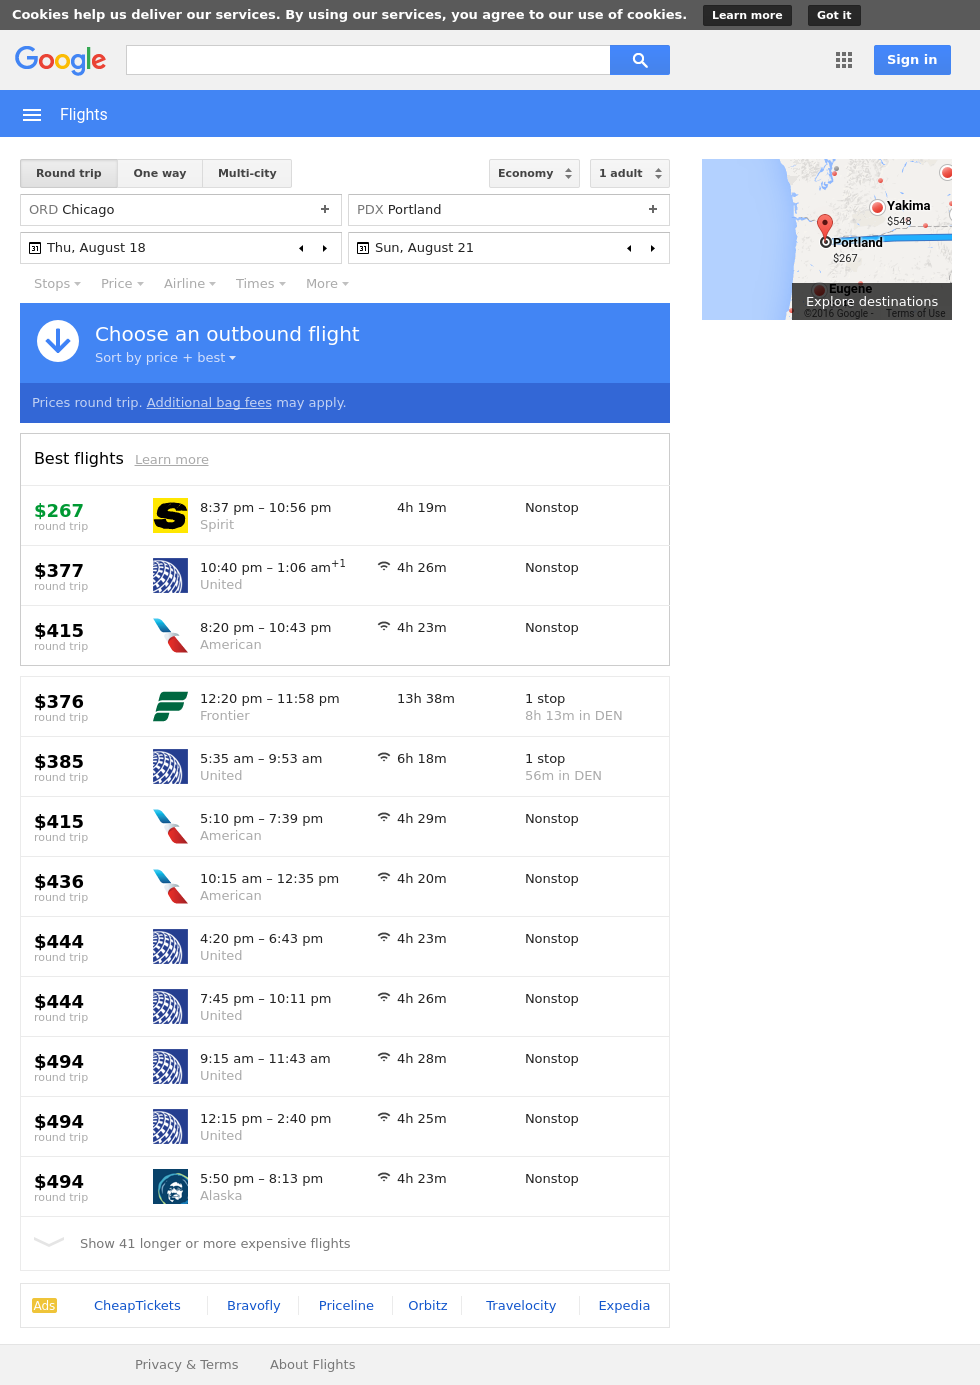 Cookies help us deliver our services. By using our services, you agree to our use of cookies. Learn more Got it
Google Sign in
Flights
Round trip One way Multi-city Economy 1 adult
ORD Chicago + PDX Portland +
31 Thu, August 18 31 Sun, August 21
Stops Price Airline Times More
Yakima
$548
Portland
$267
Eugene
Explore destinations
©2016 Google - Terms of Use
Choose an outbound flight
Sort by price + best
Prices round trip. Additional bag fees may apply.
Best flights Learn more
$267 8:37 pm – 10:56 pm 4h 19m Nonstop
round trip Spirit
$377 10:40 pm – 1:06 am+1 4h 26m Nonstop
round trip United
$415 8:20 pm – 10:43 pm 4h 23m Nonstop
round trip American
$376 12:20 pm – 11:58 pm 13h 38m 1 stop
round trip Frontier 8h 13m in DEN
$385 5:35 am – 9:53 am 6h 18m 1 stop
round trip United 56m in DEN
$415 5:10 pm – 7:39 pm 4h 29m Nonstop
round trip American
$436 10:15 am – 12:35 pm 4h 20m Nonstop
round trip American
$444 4:20 pm – 6:43 pm 4h 23m Nonstop
round trip United
$444 7:45 pm – 10:11 pm 4h 26m Nonstop
round trip United
$494 9:15 am – 11:43 am 4h 28m Nonstop
round trip United
$494 12:15 pm – 2:40 pm 4h 25m Nonstop
round trip United
$494 5:50 pm – 8:13 pm 4h 23m Nonstop
round trip Alaska
Show 41 longer or more expensive flights
Ads CheapTickets Bravofly Priceline Orbitz Travelocity Expedia
Privacy & Terms About Flights